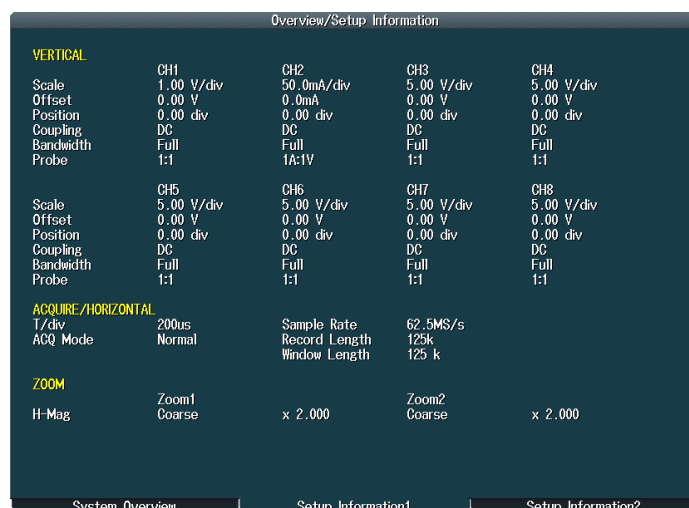 Overview/Setup Information
VERTICAL
CH1 CH2 CH3 CH4
Scale 1.00 V/div 50.0mA/div 5.00 V/div 5.00 V/div
Offset 0.00 V 0.0mA 0.00 V 0.00 V
Position 0.00 div 0.00 div 0.00 div 0.00 div
Coupling DC DC DC DC
Bandwidth Full Full Full Full
Probe 1:1 1A:1V 1:1 1:1
CH5 CH6 CH7 CH8
Scale 5.00 V/div 5.00 V/div 5.00 V/div 5.00 V/div
Offset 0.00 V 0.00 V 0.00 V 0.00 V
Position 0.00 div 0.00 div 0.00 div 0.00 div
Coupling DC DC DC DC
Bandwidth Full Full Full Full
Probe 1:1 1:1 1:1 1:1
ACQUIRE/HORIZONTAL
T/div 200us Sample Rate 62.5MS/s
ACQ Mode Normal Record Length 125k
Window Length 125 k
ZOOM
Zoom1 Zoom2
H-Mag Coarse x 2.000 Coarse x 2.000
System Overview Setup Information1 Setup Information2